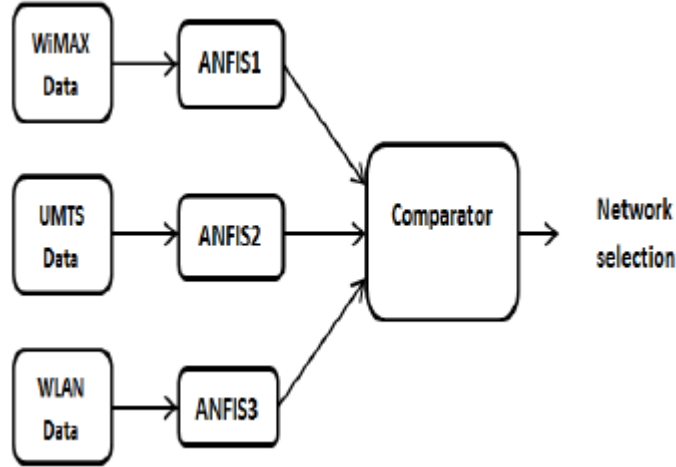 WiMAX
Data
ANFIS1
UMTS
Data
ANFIS2
Comparator
Network
selection
WLAN
Data
ANFIS3